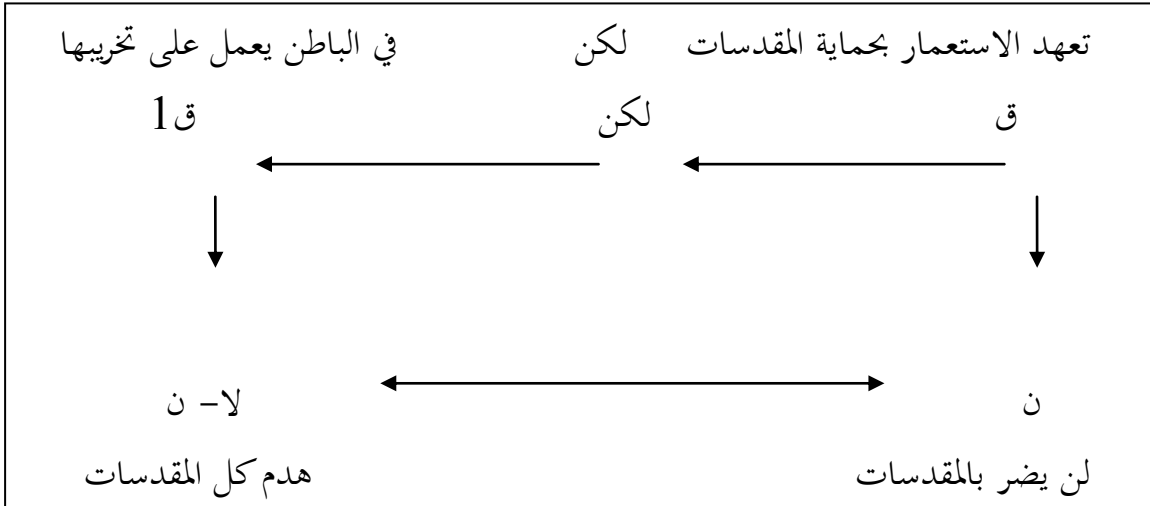 تعهد الاستعمار بحماية المقدسات لكن في الباطن يعمل على تخريبها
ق لكن ق1
ن لا– ن
لن يضر بالمقدسات هدم كل المقدسات